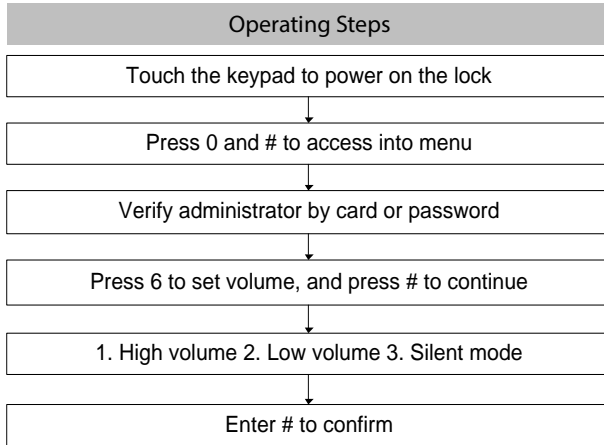 Operating Steps
Touch the keypad to power on the lock
Press 0 and # to access into menu
Verify administrator by card or password
Press 6 to set volume, and press # to continue
1. High volume 2. Low volume 3. Silent mode
Enter # to confirm